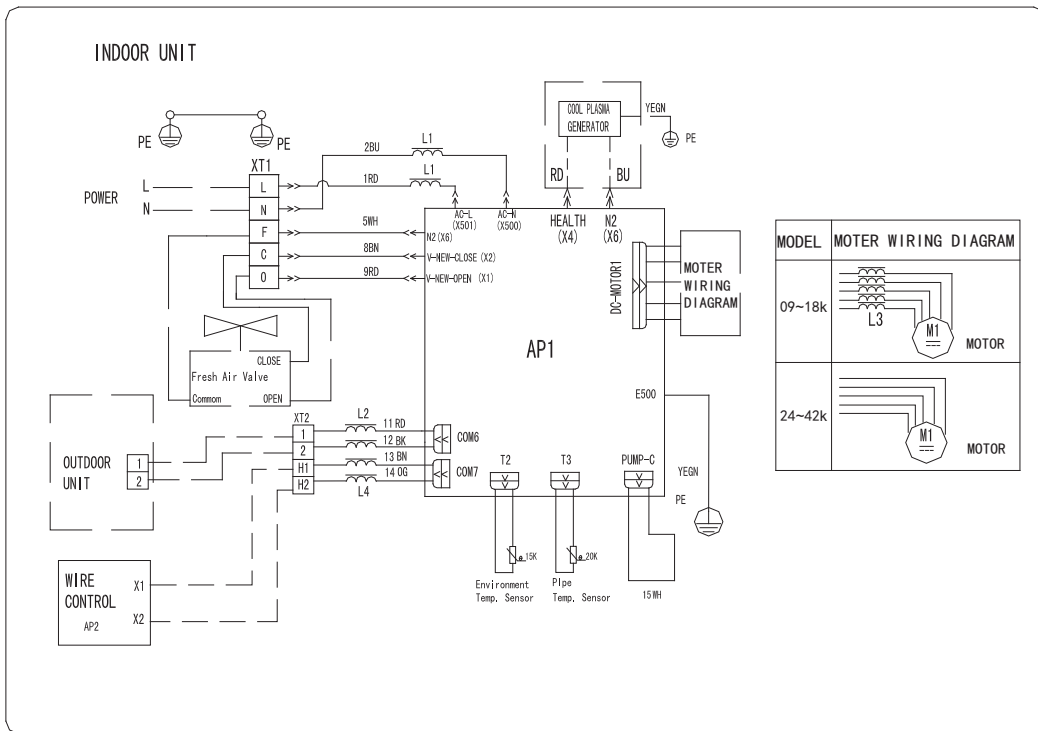 INDOOR UNIT
PE
PE
XT1
POWER
L
N
L
N
F
C
O
2BU
L1
1RD
L1
5WH
8BN
9RD
AC-L
(X501)
AC-N
(X500)
N2(X6)
V-NEW-CLOSE (X2)
V-NEW-OPEN (X1)
COOL PLASMA
GENERATOR
YEGN
PE
RD
BU
HEALTH
(X4)
N2
(X6)
DC-MOTOR1
MOTER
WIRING
DIAGRAM
AP1
E500
YEGN
PE
CLOSE
Fresh Air Valve
Commom
OPEN
OUTDOOR
UNIT
1
2
XT2
1
2
H1
H2
L2
L4
11 RD
12 BK
13 BN
14 OG
COM6
COM7
WIRE
CONTROL
AP2
X1
X2
T2
T3
PUMP-C
θ 15K
θ 20K
Environment
Temp. Sensor
PIpe
Temp. Sensor
15WH
MODEL
MOTER WIRING DIAGRAM
09~18k
L3
M1
MOTOR
24~42k
M1
MOTOR